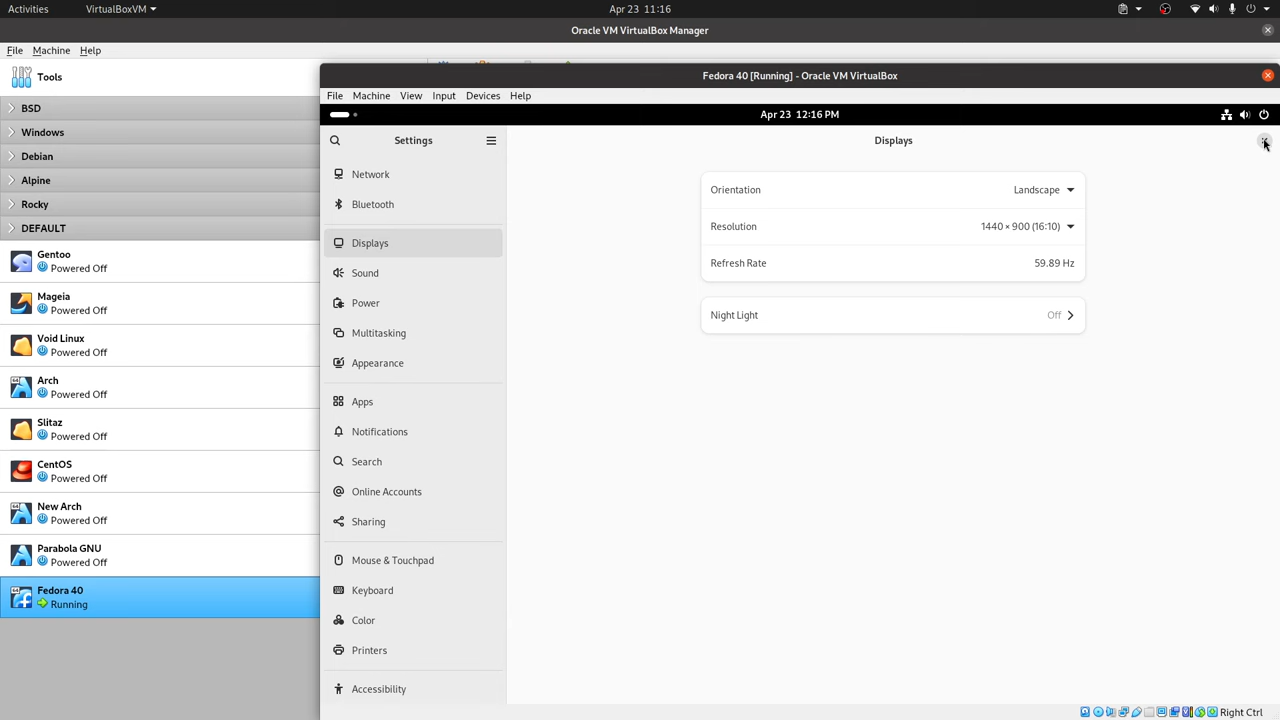 Activities VirtualBoxVM Apr 23 11:16
Oracle VM VirtualBox Manager
File Machine Help
Tools
BSD
Windows
Debian
Alpine
Rocky
DEFAULT
Gentoo
Powered Off
Mageia
Powered Off
Void Linux
Powered Off
Arch
Powered Off
Slitaz
Powered Off
CentOS
Powered Off
New Arch
Powered Off
Parabola GNU
Powered Off
Fedora 40
Running
Fedora 40 [Running] - Oracle VM VirtualBox
File Machine View Input Devices Help
Apr 23 12:16 PM
Settings
Network
Bluetooth
Displays
Sound
Power
Multitasking
Appearance
Apps
Notifications
Search
Online Accounts
Sharing
Mouse & Touchpad
Keyboard
Color
Printers
Accessibility
Displays
Orientation Landscape
Resolution 1440 × 900 (16:10)
Refresh Rate 59.89 Hz
Night Light Off
Right Ctrl